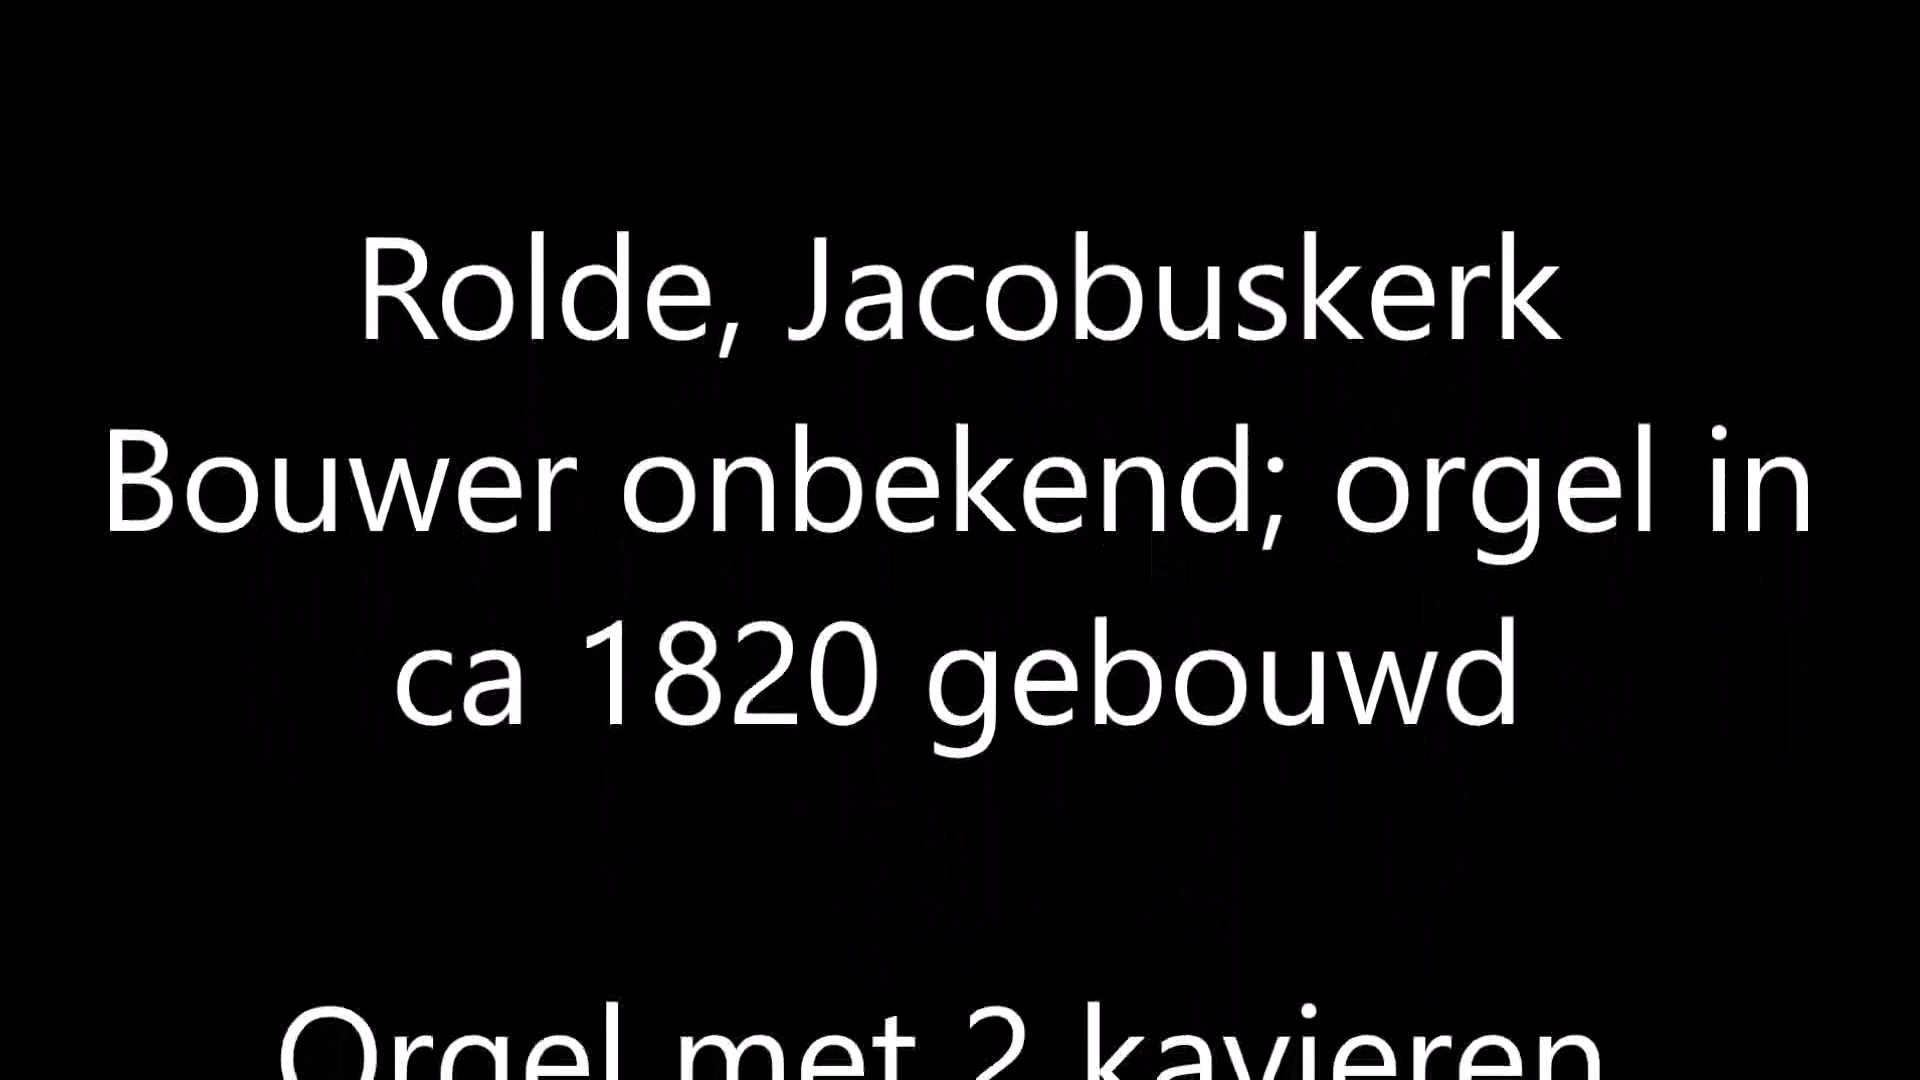 Rolde, Jacobuskerk
Bouwer onbekend; orgel in
ca 1820 gebouwd
Orgel met 2 kavieren